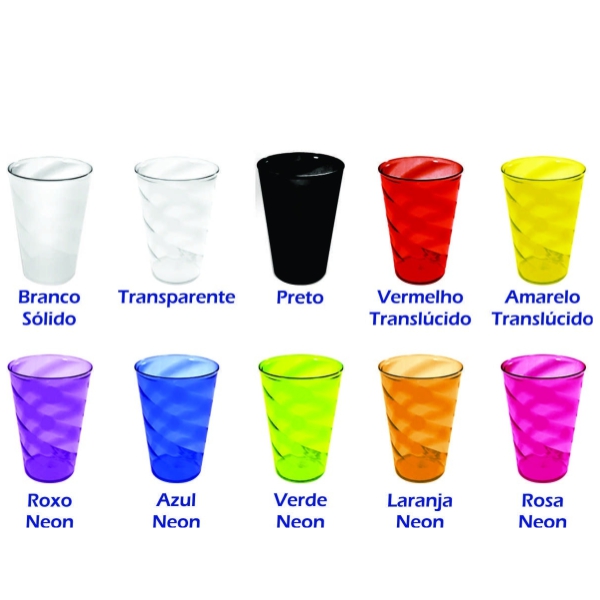 Branco
Sólido
Transparente
Preto
Vermelho
Translúcido
Amarelo
Translúcido
Roxo
Neon
Azul
Neon
Verde
Neon
Laranja
Neon
Rosa
Neon